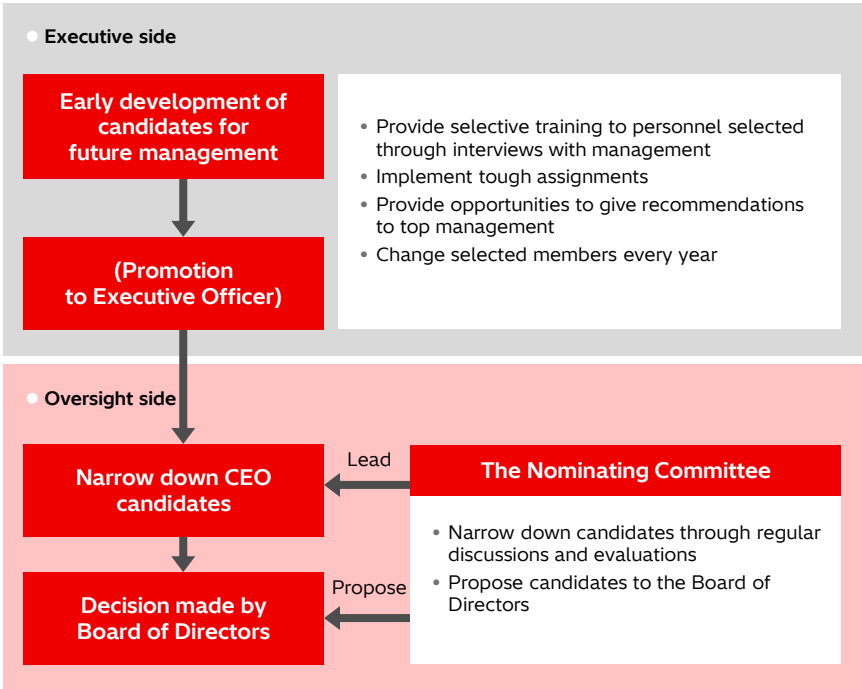 Executive side
Early development of
candidates for
future management
• Provide selective training to personnel selected
through interviews with management
• Implement tough assignments
• Provide opportunities to give recommendations
to top management
• Change selected members every year
(Promotion
to Executive Officer)
Oversight side
Narrow down CEO
candidates
Lead
The Nominating Committee
• Narrow down candidates through regular
discussions and evaluations
• Propose candidates to the Board of
Directors
Propose
Decision made by
Board of Directors